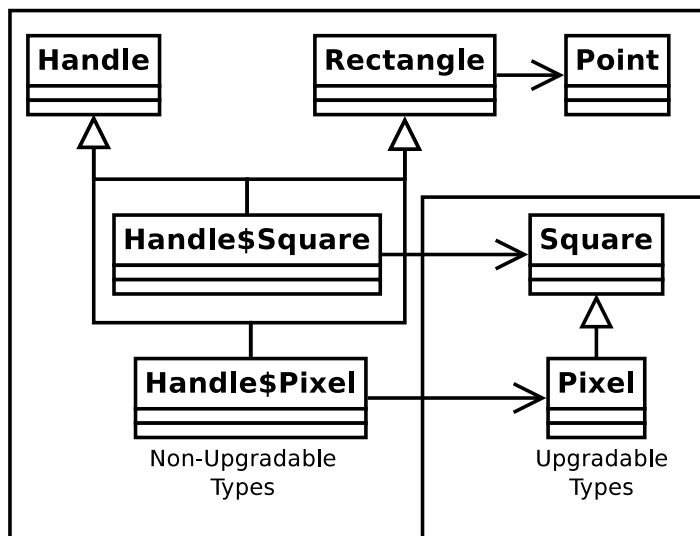 Handle
Rectangle
Point
Handle$Square
Square
Handle$Pixel
Pixel
Non-Upgradable
Types
Upgradable
Types